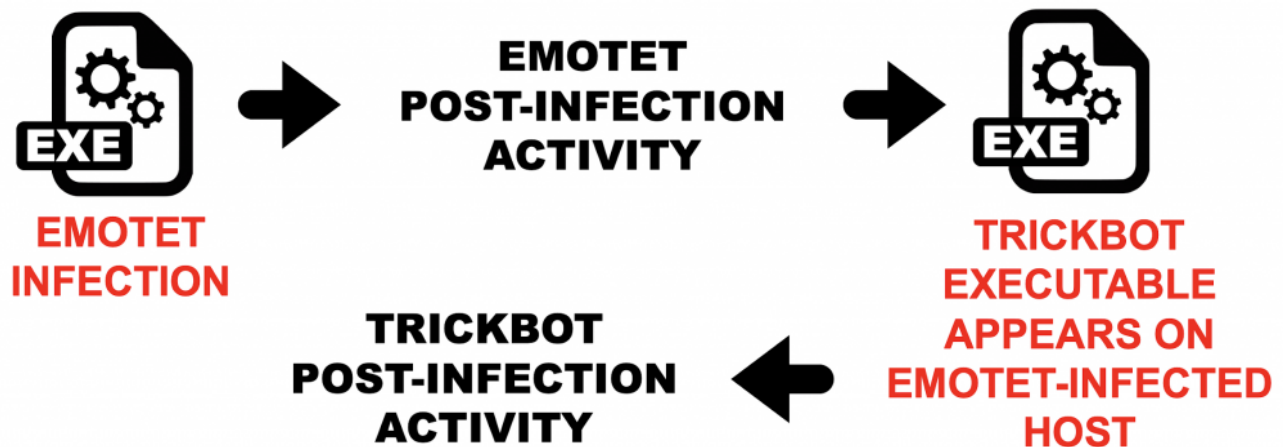 EXE
EMOTET
INFECTION
EMOTET
POST-INFECTION
ACTIVITY
EXE
TRICKBOT
EXECUTABLE
APPEARS ON
EMOTET-INFECTED
HOST
TRICKBOT
POST-INFECTION
ACTIVITY